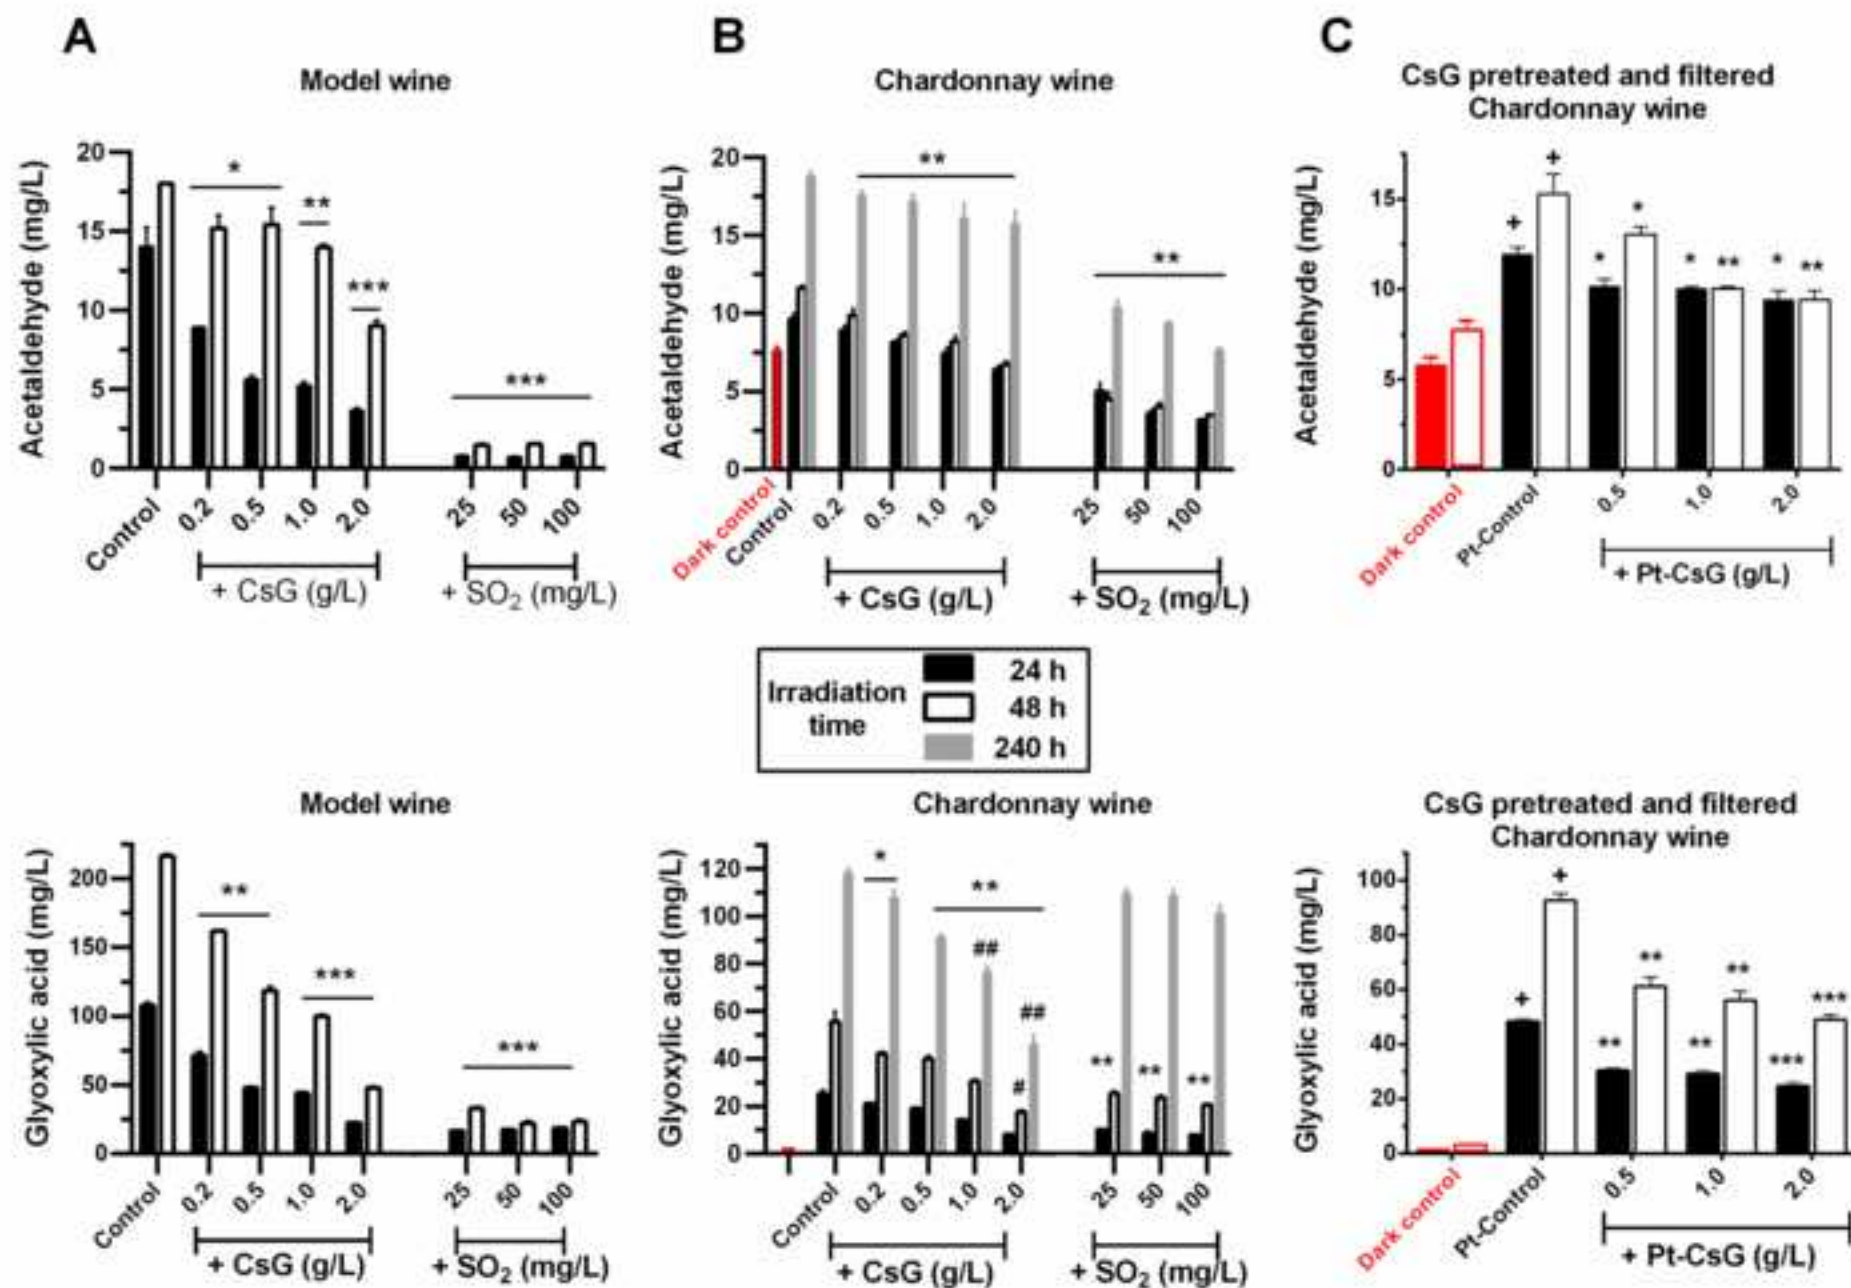 A
B
C
Model wine
Chardonnay wine
CsG pretreated and filtered
Chardonnay wine
Acetaldehyde (mg/L)
20
15
10
5
0
*
**
***
***
Control
0.2
0.5
1.0
2.0
25
50
100
+ CsG (g/L)
+ SO2 (mg/L)
Acetaldehyde (mg/L)
20
15
10
5
0
**
**
Dark control
Control
0.2
0.5
1.0
2.0
25
50
100
+ CsG (g/L)
+ SO2 (mg/L)
Acetaldehyde (mg/L)
15
10
5
0
+
+
*
*
*
**
*
**
Dark control
Pt-Control
0.5
1.0
2.0
+ Pt-CsG (g/L)
Irradiation
time
24 h
48 h
240 h
Model wine
Chardonnay wine
CsG pretreated and filtered
Chardonnay wine
Glyoxylic acid (mg/L)
200
150
100
50
0
**
***
***
Control
0.2
0.5
1.0
2.0
25
50
100
+ CsG (g/L)
+ SO2 (mg/L)
Glyoxylic acid (mg/L)
120
100
80
60
40
20
0
*
**
##
##
#
**
**
**
Control
0.2
0.5
1.0
2.0
25
50
100
+ CsG (g/L)
+ SO2 (mg/L)
Glyoxylic acid (mg/L)
100
80
60
40
20
0
+
+
**
**
**
**
***
***
Dark control
Pt-Control
0.5
1.0
2.0
+ Pt-CsG (g/L)